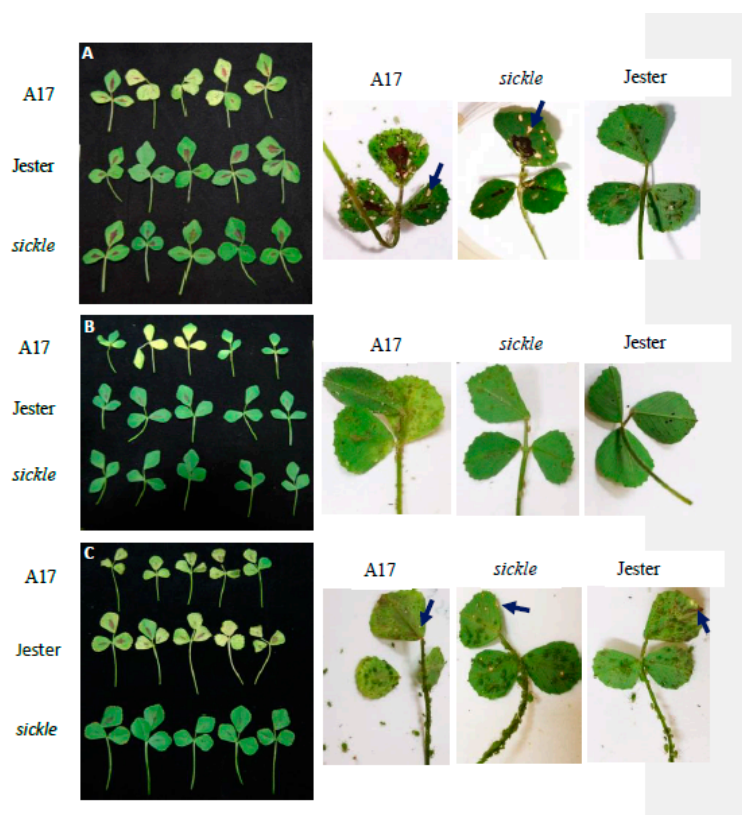 A
A17
Jester
sickle
A17 sickle Jester
B
A17
Jester
sickle
A17 sickle Jester
C
A17
Jester
sickle
A17 sickle Jester